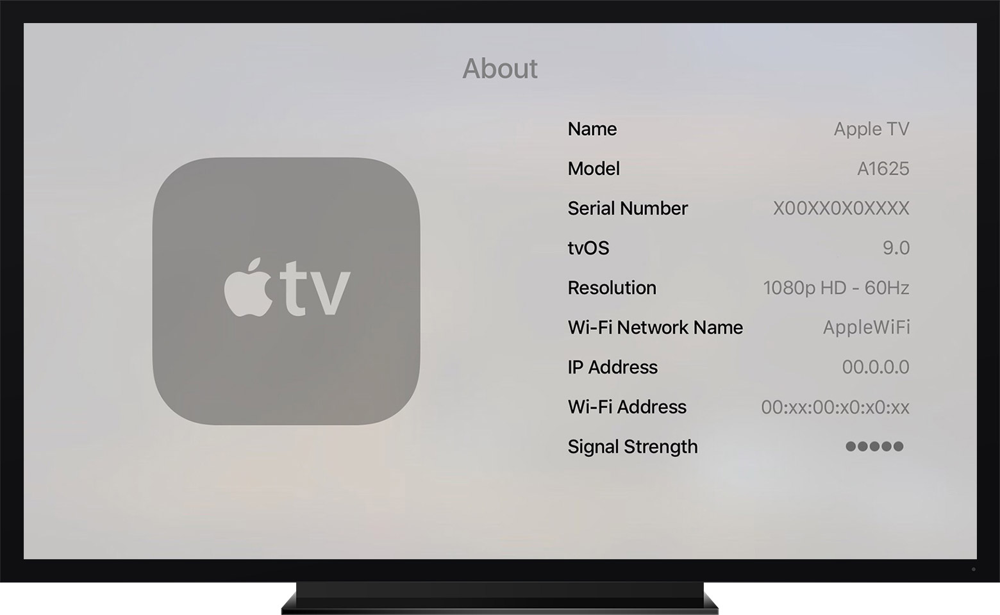 About
Name Apple TV
Model A1625
Serial Number X00XX0X0XXXX
tvOS 9.0
Resolution 1080p HD - 60Hz
Wi-Fi Network Name AppleWiFi
IP Address 00.0.0.0
Wi-Fi Address 00:xx:00:x0:x0:xx
Signal Strength ●●●●●
tv